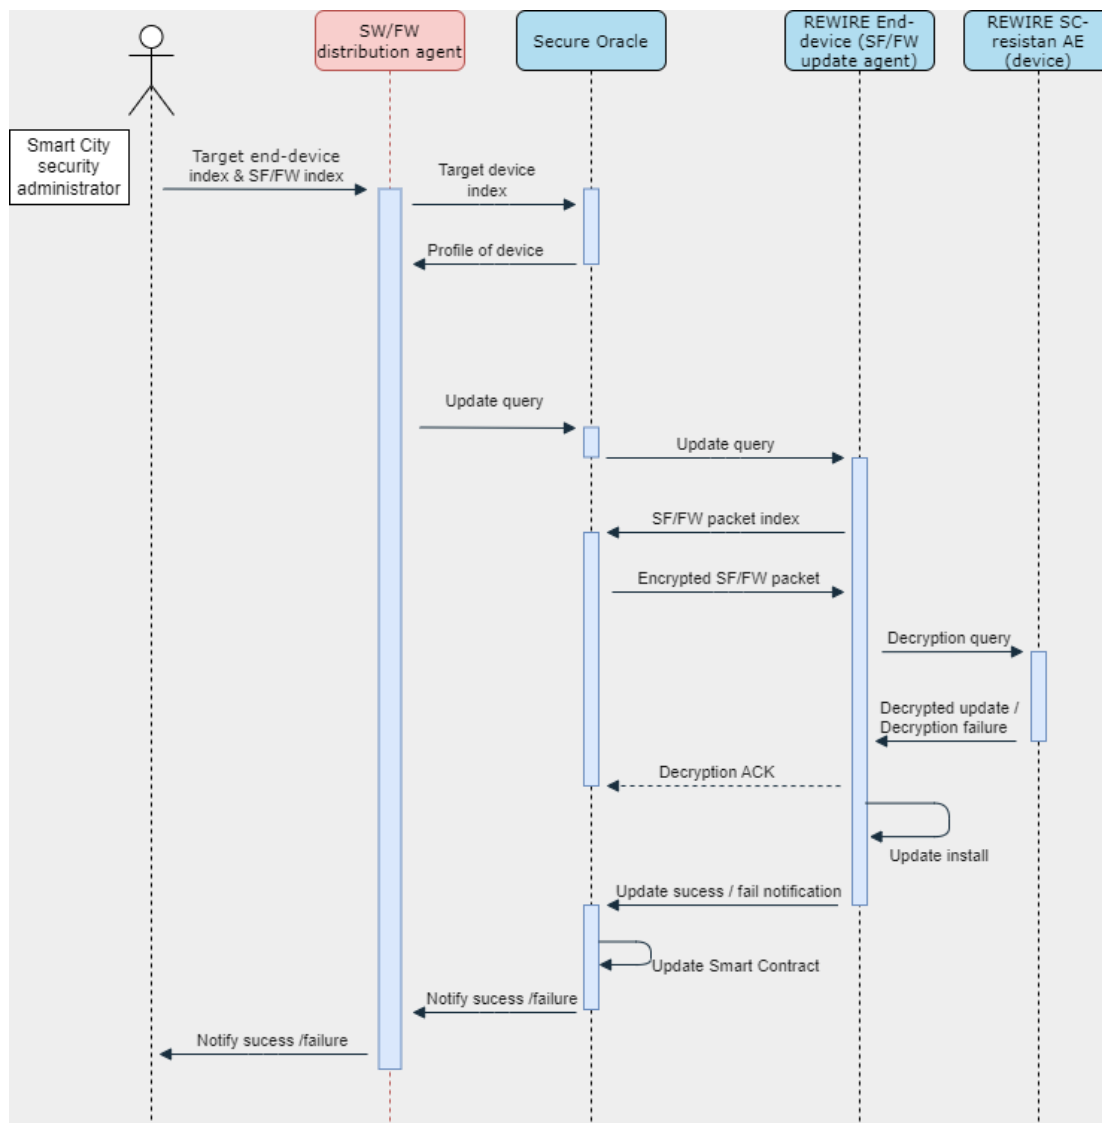 SW/FW
distribution agent
Secure Oracle
REWIRE End-
device (SF/FW
update agent)
REWIRE SC-
resistan AE
(device)
Smart City
security
administrator
Target end-device
index & SF/FW index
Target device
index
Profile of device
Update query
Update query
SF/FW packet index
Encrypted SF/FW packet
Decryption query
Decrypted update /
Decryption failure
Decryption ACK
Update install
Update sucess / fail notification
Update Smart Contract
Notify sucess /failure
Notify sucess /failure